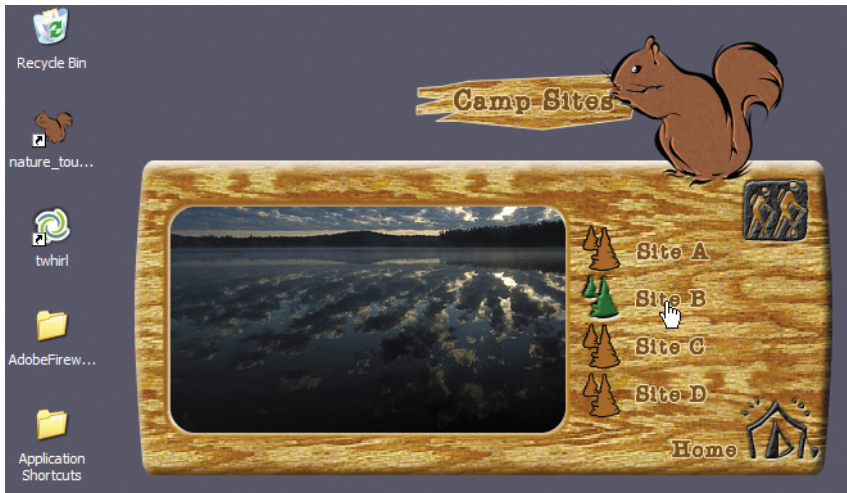 Recycle Bin
Camp Sites
nature_tou...
twhirl
Site A
Site B
AdobeFirew...
Site C
Site D
Application
Shortcuts
Home